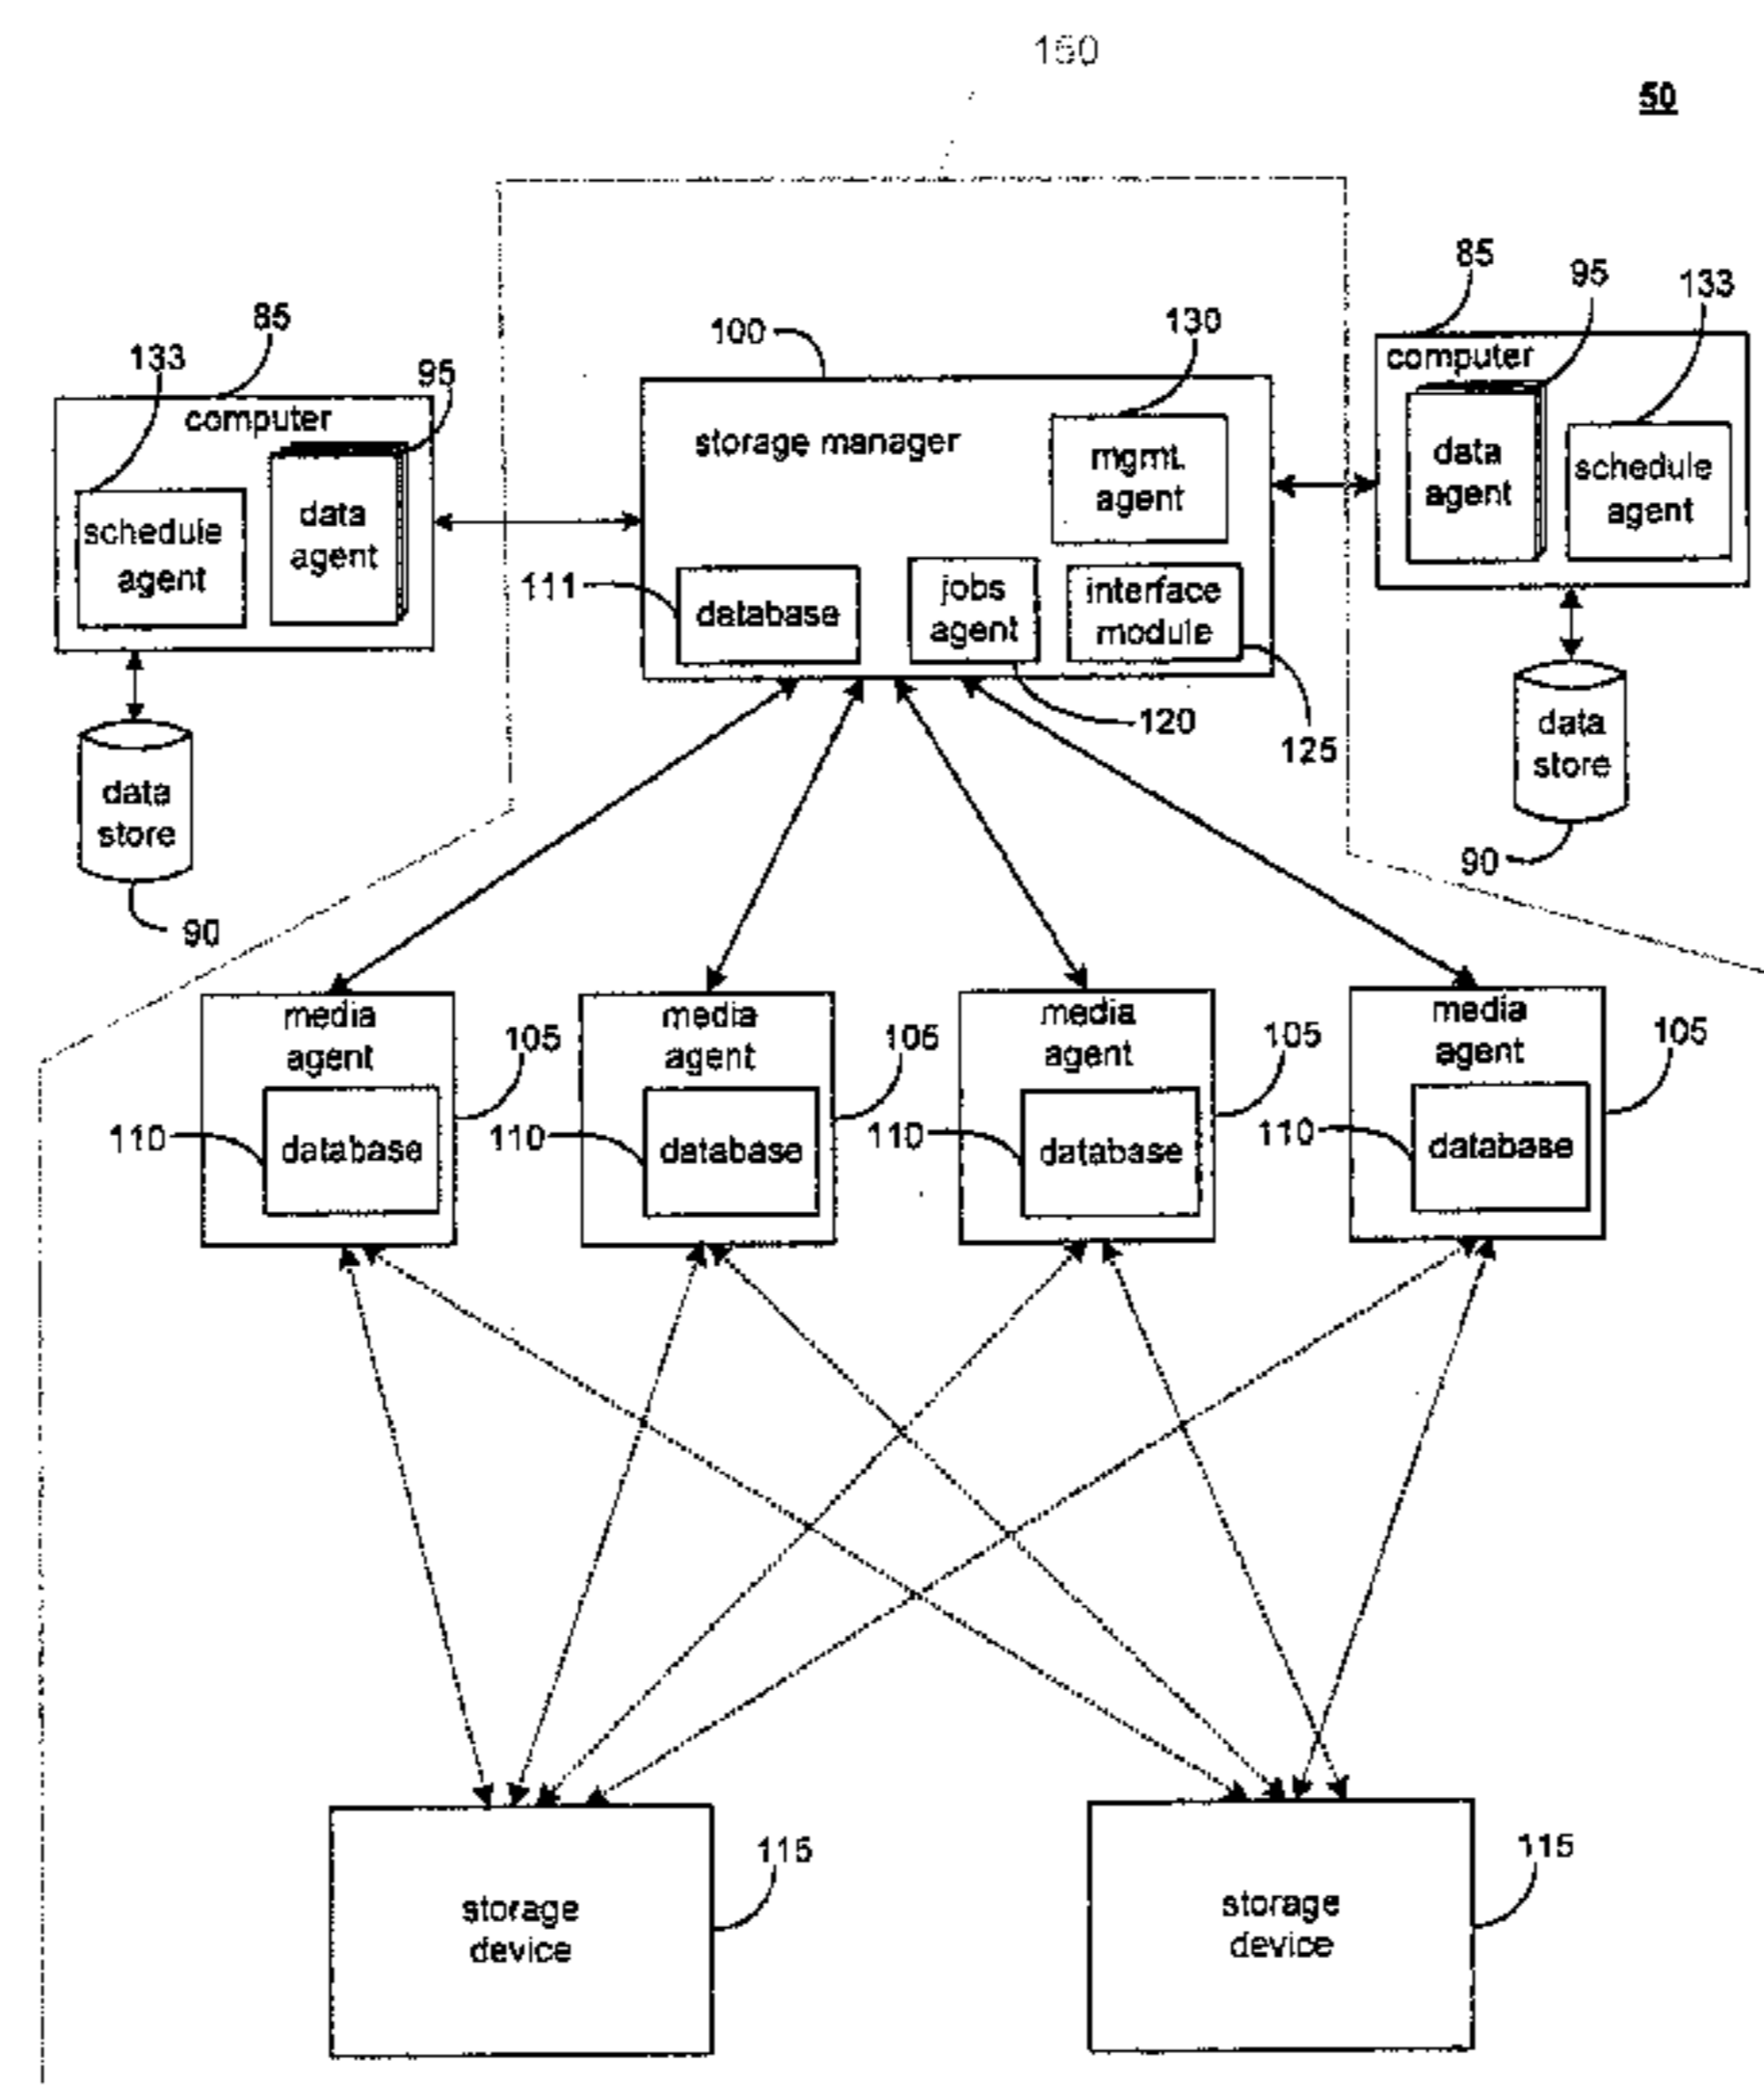 150
50
85
95
133
computer
data
agent
schedule
agent
85
133
95
computer
schedule
agent
data
agent
100
130
storage manager
mgmt.
agent
111
database
jobs
agent
interface
module
120
125
data
store
90
data
store
90
media
agent
105
110
database
media
agent
105
110
database
media
agent
105
110
database
media
agent
105
110
database
storage
device
115
storage
device
115